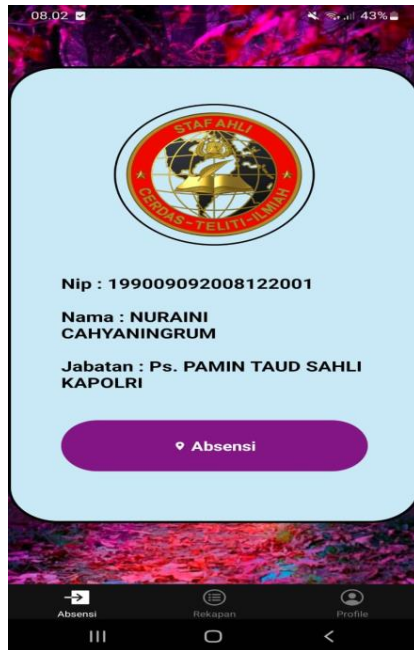 08.02 43%
STAF AHLI
CERDAS-TELITI-ILMIAH
Nip : 199009092008122001
Nama : NURAINI
CAHYANINGRUM
Jabatan : Ps. PAMIN TAUD SAHLI
KAPOLRI
Absensi
Absensi Rekapan Profile